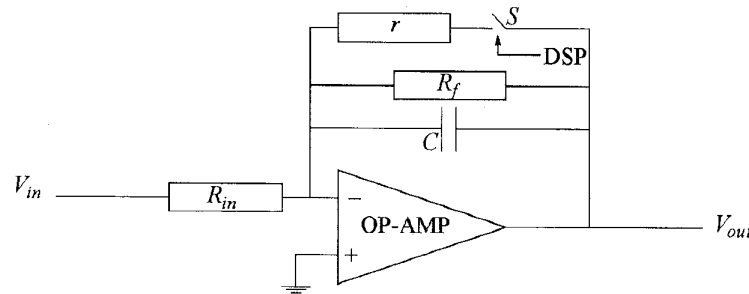 r
S
DSP
R_f
C
V_in
R_in
−
OP-AMP
+
V_out